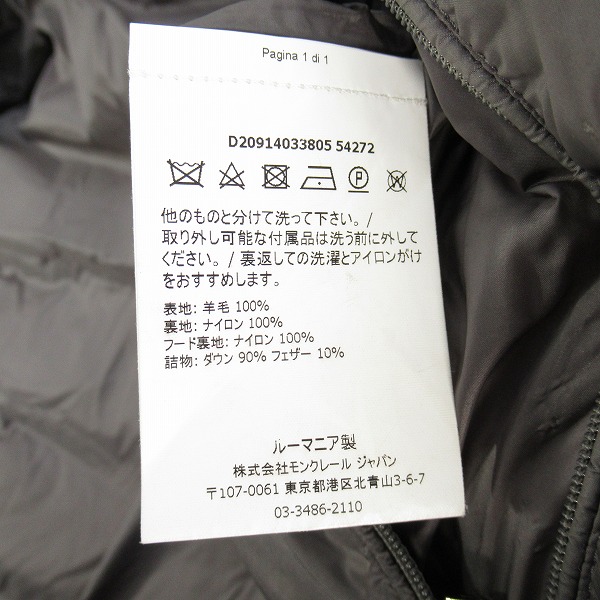 Pagina 1 di 1
D20914033805 54272
他のものと分けて洗って下さい。/
取り外し可能な付属品は洗う前に外して
ください。/ 裏返しての洗濯とアイロンがけ
をおすすめします。
表地: 羊毛 100%
裏地: ナイロン 100%
フード裏地: ナイロン 100%
詰物: ダウン 90% フェザー 10%
ルーマニア製
株式会社モンクレール ジャパン
〒107-0061 東京都港区北青山3-6-7
03-3486-2110